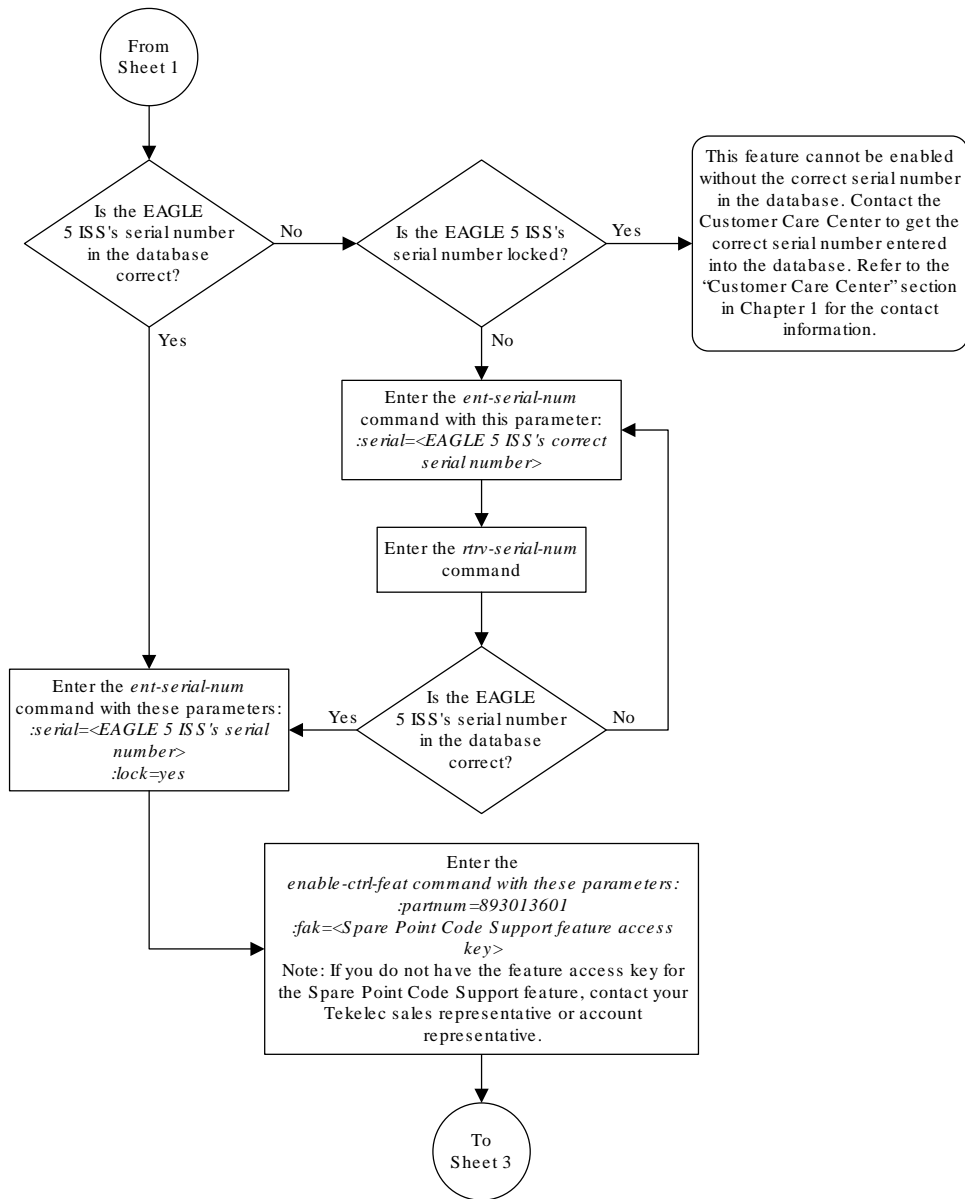 From
Sheet 1
Is the EAGLE
5 ISS's serial number
in the database
correct?
No
Is the EAGLE 5 ISS's
serial number locked?
Yes
This feature cannot be enabled
without the correct serial number
in the database. Contact the
Customer Care Center to get the
correct serial number entered
into the database. Refer to the
“Customer Care Center” section
in Chapter 1 for the contact
information.
Yes
No
Enter the ent-serial-num
command with this parameter:
:serial=<EAGLE 5 ISS's correct
serial number>
Enter the rtrv-serial-num
command
Is the EAGLE
5 ISS's serial number
in the database
correct?
No
Yes
Enter the ent-serial-num
command with these parameters:
:serial=<EAGLE 5 ISS's serial
number>
:lock=yes
Enter the
enable-ctrl-feat command with these parameters:
:partnum=893013601
:fak=<Spare Point Code Support feature access
key>
Note: If you do not have the feature access key for
the Spare Point Code Support feature, contact your
Tekelec sales representative or account
representative.
To
Sheet 3